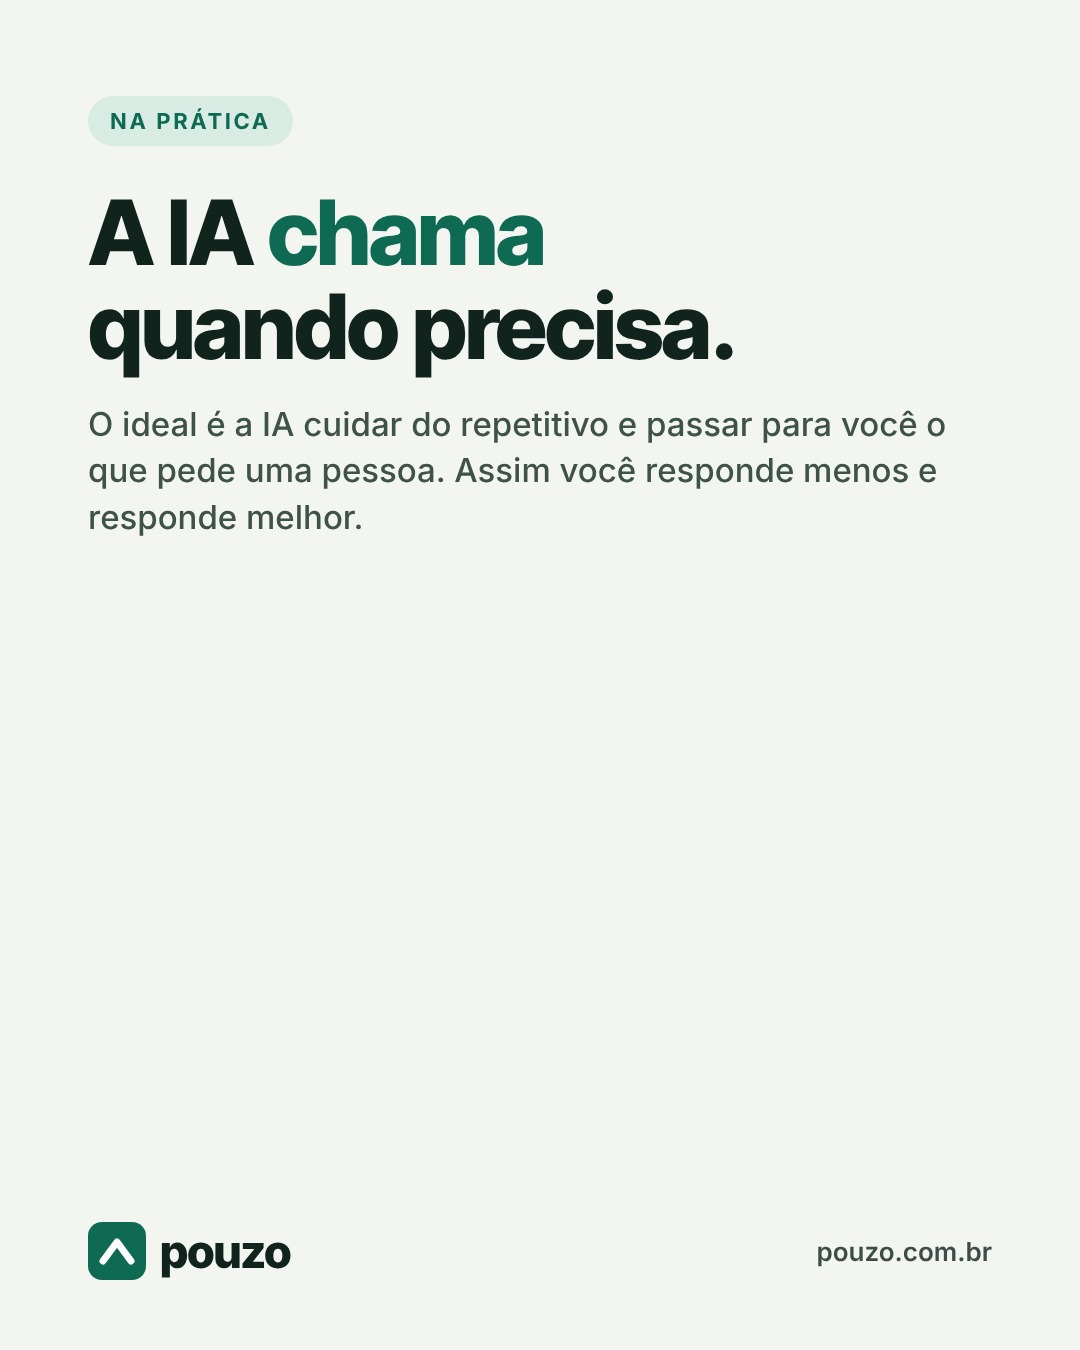 NA PRÁTICA
A IA chama
quando precisa.
O ideal é a IA cuidar do repetitivo e passar para você o
que pede uma pessoa. Assim você responde menos e
responde melhor.
pouzo
pouzo.com.br